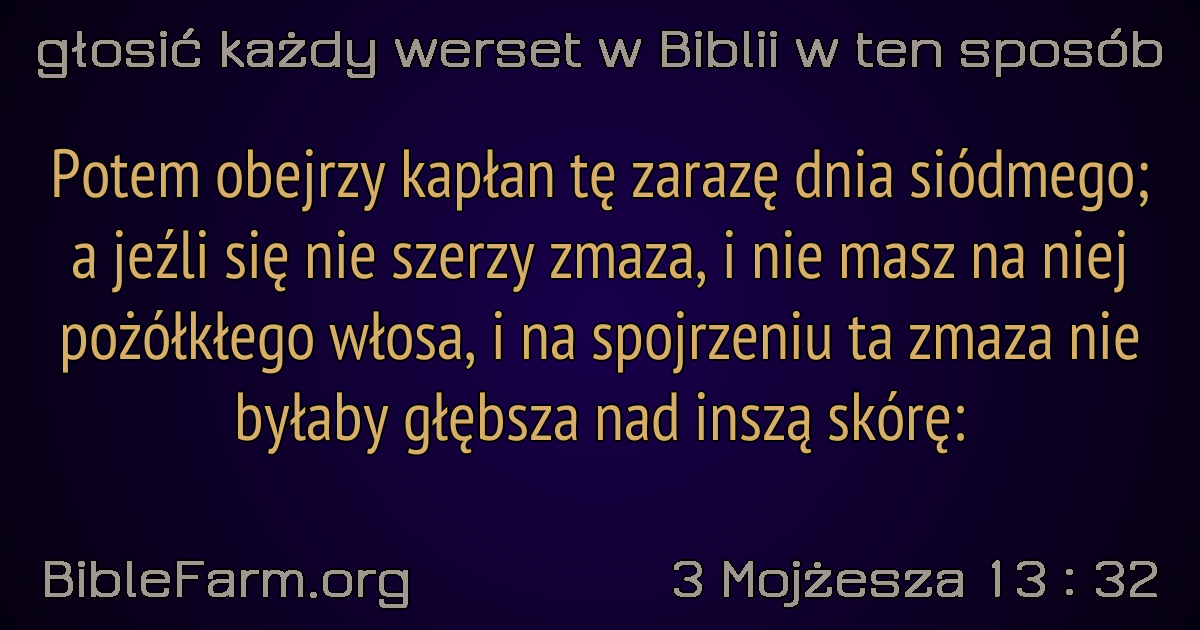 głosić każdy werset w Biblii w ten sposób
Potem obejrzy kapłan tę zarazę dnia siódmego;
a jeźli się nie szerzy zmaza, i nie masz na niej
pożółkłego włosa, i na spojrzeniu ta zmaza nie
byłaby głębsza nad inszą skórę:
BibleFarm.org
3 Mojżesza 13 : 32